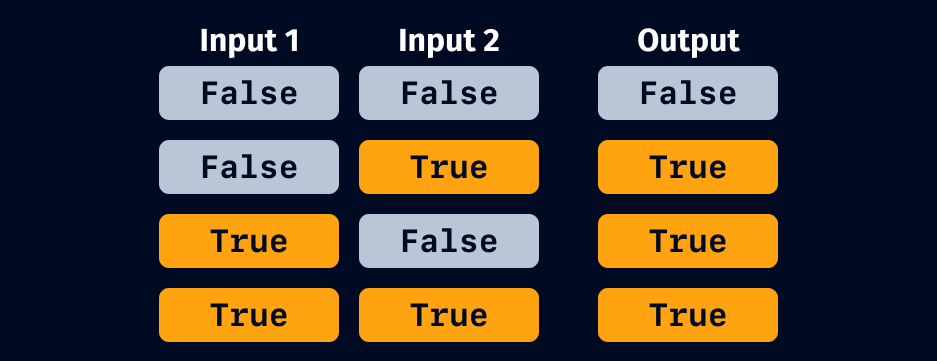 Input 1 Input 2 Output
False False False
False True True
True False True
True True True